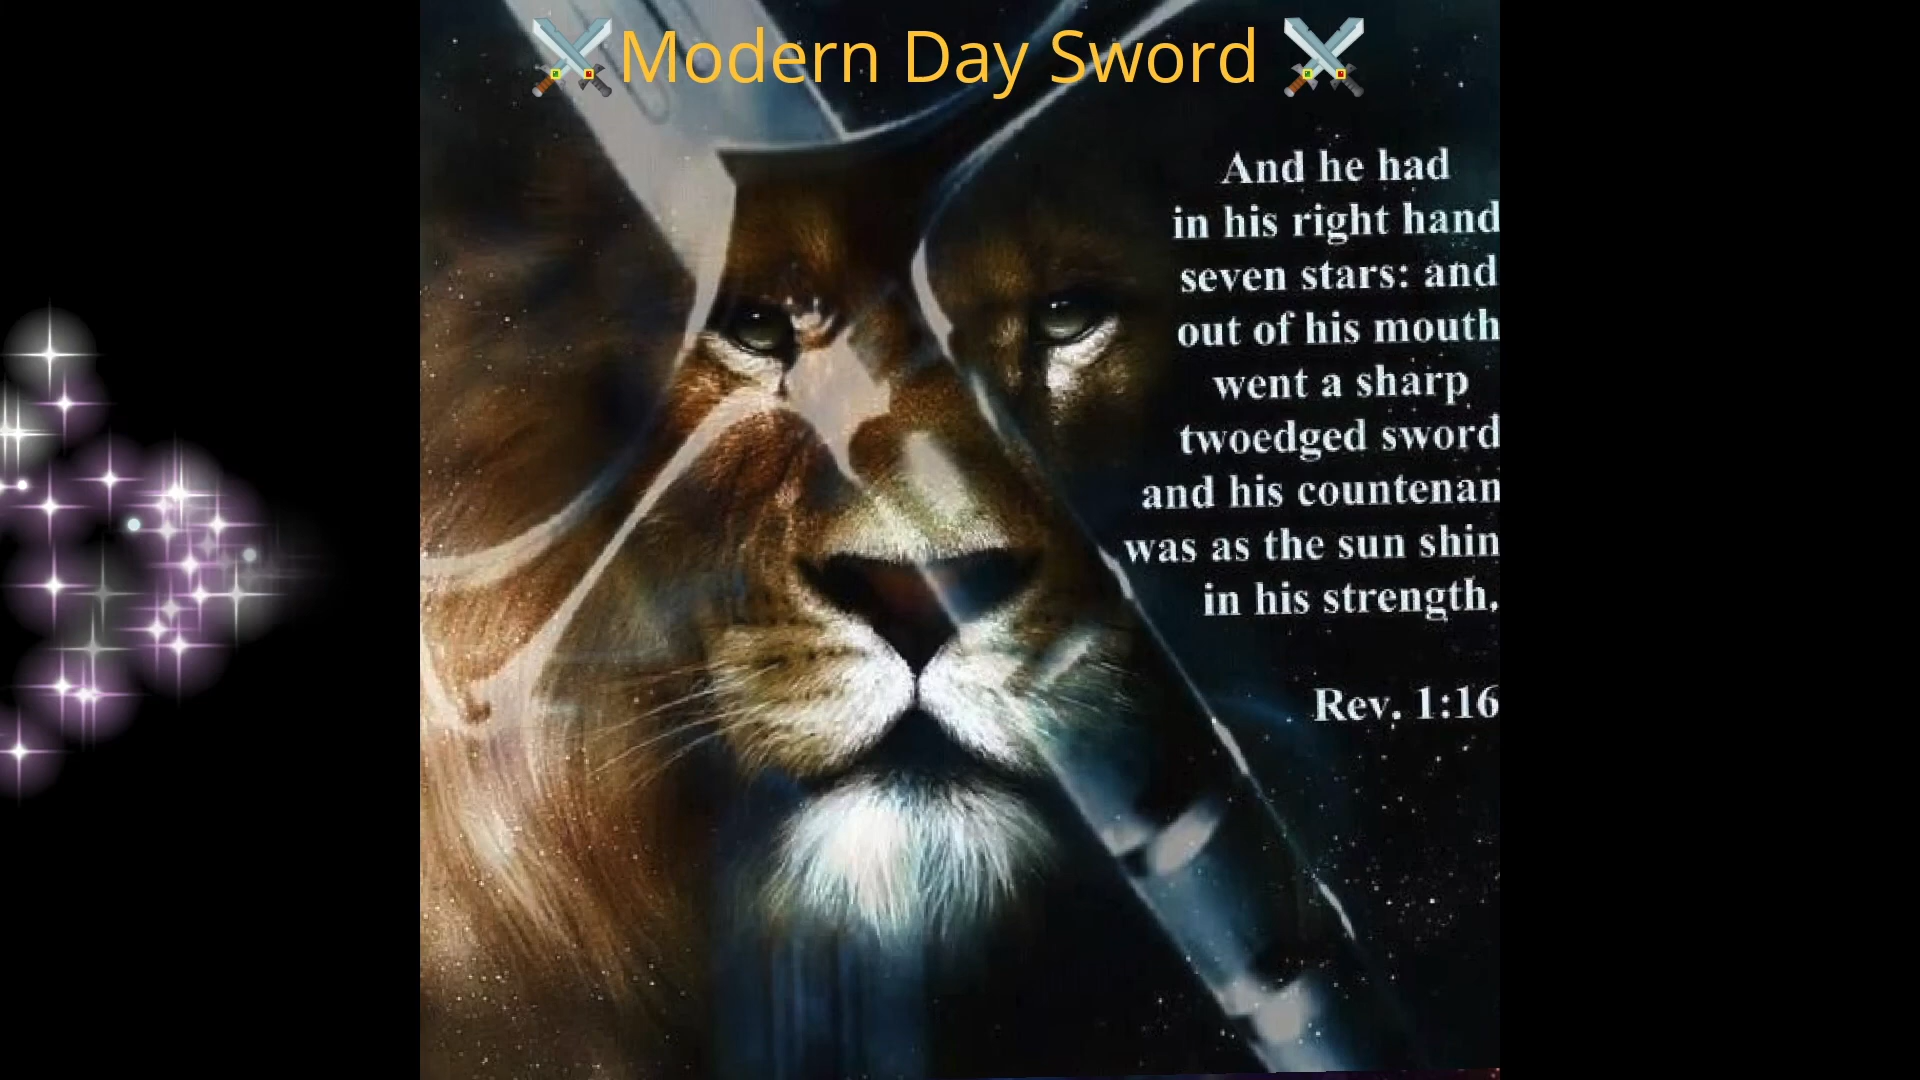 ⚔️Modern Day Sword ⚔️
And he had
in his right hand
seven stars: and
out of his mouth
went a sharp
twoedged sword
and his countenan
was as the sun shin
in his strength.
Rev. 1:16